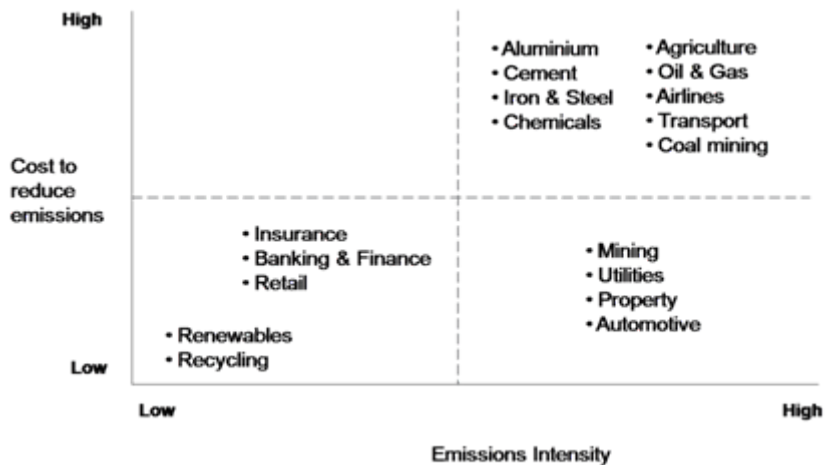 High
• Aluminium
• Cement
• Iron & Steel
• Chemicals
• Agriculture
• Oil & Gas
• Airlines
• Transport
• Coal mining
Cost to
reduce
emissions
• Insurance
• Banking & Finance
• Retail
• Renewables
• Recycling
• Mining
• Utilities
• Property
• Automotive
Low
Low
High
Emissions Intensity